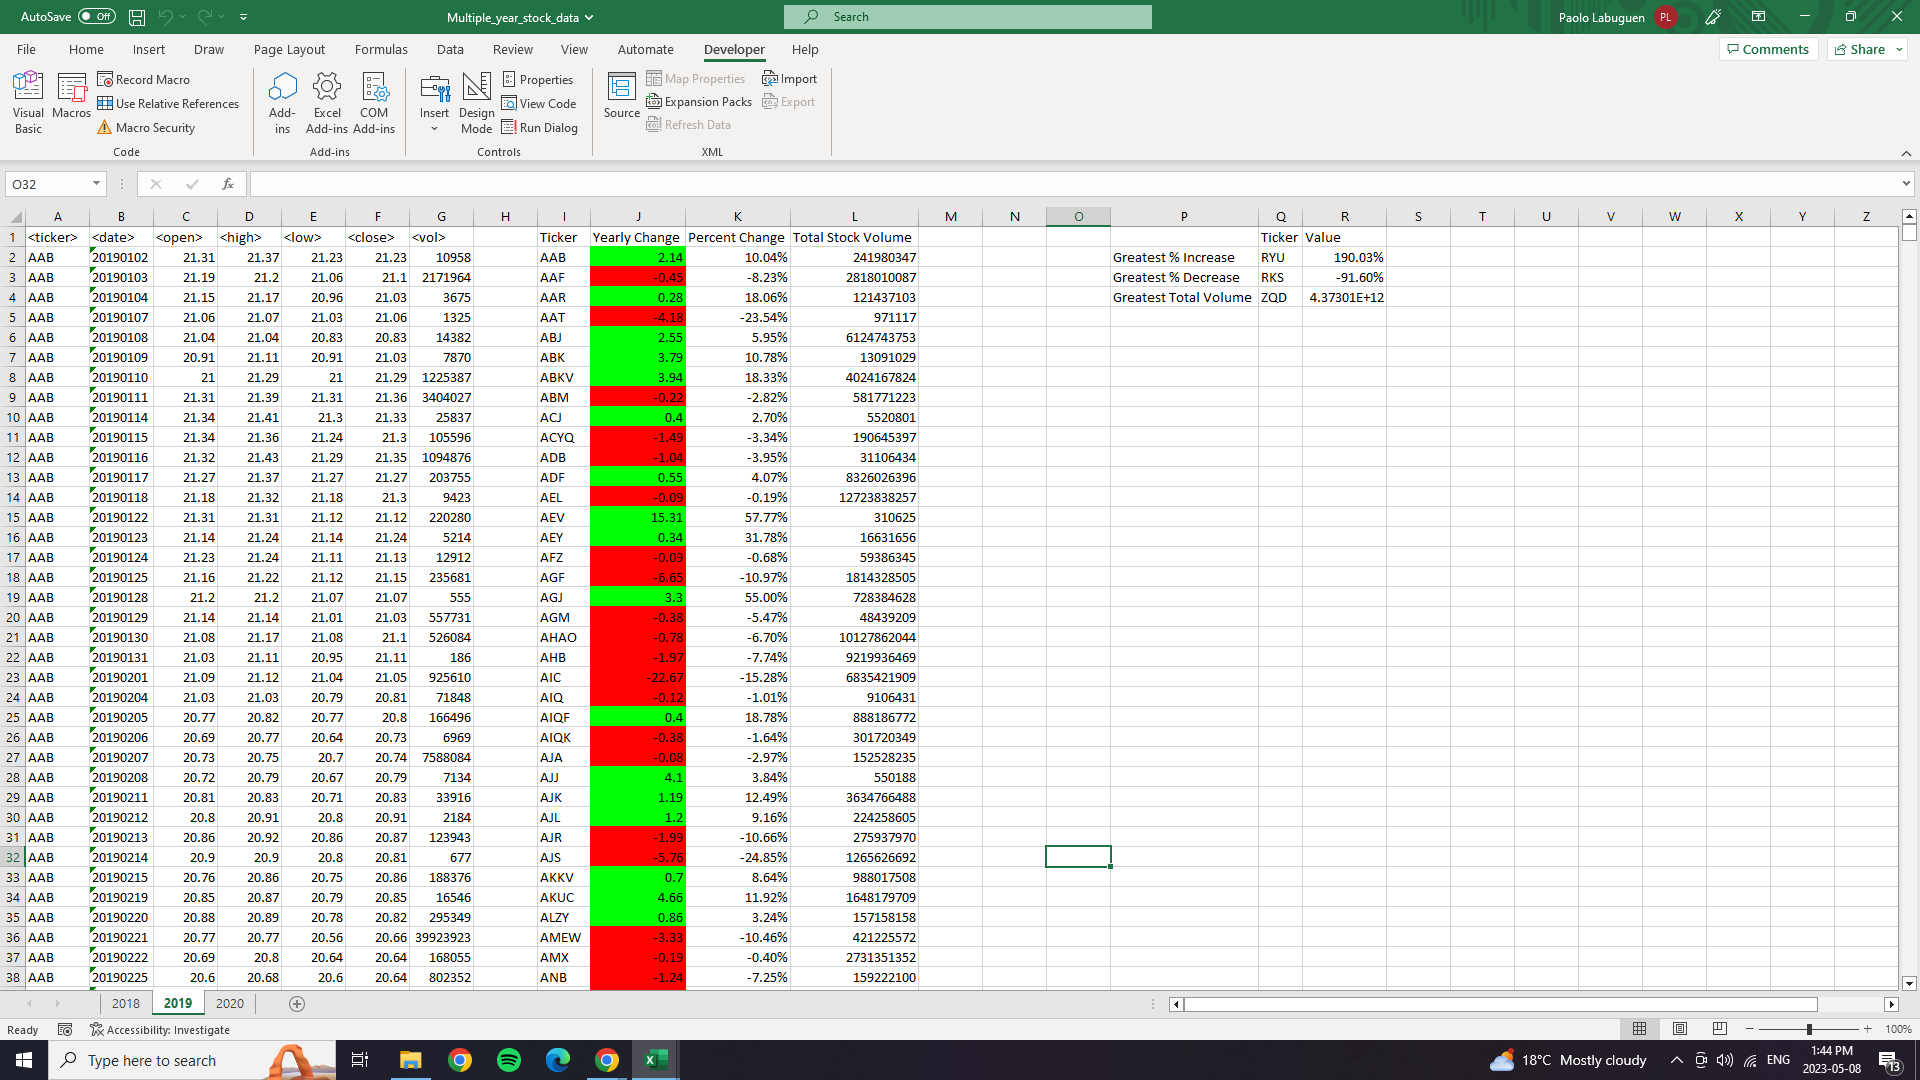 AutoSave Off Multiple_year_stock_data Search Paolo Labuguen PL
File Home Insert Draw Page Layout Formulas Data Review View Automate Developer Help Comments Share
Visual Basic Macros Record Macro Use Relative References Macro Security
Add-ins Excel Add-ins COM Add-ins
Insert Design Mode Properties View Code Run Dialog
Source Map Properties Expansion Packs Refresh Data Import Export
Code Add-ins Controls XML
O32 fx
A B C D E F G H I J K L M N O P Q R S T U V W X Y Z
1 <ticker> <date> <open> <high> <low> <close> <vol> Ticker Yearly Change Percent Change Total Stock Volume Ticker Value
2 AAB 20190102 21.31 21.37 21.23 21.23 10958 AAB 2.14 10.04% 241980347 Greatest % Increase RYU 190.03%
3 AAB 20190103 21.19 21.2 21.06 21.1 2171964 AAF -0.45 -8.23% 2818010087 Greatest % Decrease RKS -91.60%
4 AAB 20190104 21.15 21.17 20.96 21.03 3675 AAR 0.28 18.06% 121437103 Greatest Total Volume ZQD 4.37301E+12
5 AAB 20190107 21.06 21.07 21.03 21.06 1325 AAT -4.18 -23.54% 971117
6 AAB 20190108 21.04 21.04 20.83 20.83 14382 ABJ 2.55 5.95% 6124743753
7 AAB 20190109 20.91 21.11 20.91 21.03 7870 ABK 3.79 10.78% 13091029
8 AAB 20190110 21 21.29 21 21.29 1225387 ABKV 3.94 18.33% 4024167824
9 AAB 20190111 21.31 21.39 21.31 21.36 3404027 ABM -0.22 -2.82% 581771223
10 AAB 20190114 21.34 21.41 21.3 21.33 25837 ACJ 0.4 2.70% 5520801
11 AAB 20190115 21.34 21.36 21.24 21.3 105596 ACYQ -1.49 -3.34% 190645397
12 AAB 20190116 21.32 21.43 21.29 21.35 1094876 ADB -1.04 -3.95% 31106434
13 AAB 20190117 21.27 21.37 21.27 21.27 203755 ADF 0.55 4.07% 8326026396
14 AAB 20190118 21.18 21.32 21.18 21.3 9423 AEL -0.09 -0.19% 12723838257
15 AAB 20190122 21.31 21.31 21.12 21.12 220280 AEV 15.31 57.77% 310625
16 AAB 20190123 21.14 21.24 21.14 21.24 5214 AEY 0.34 31.78% 16631656
17 AAB 20190124 21.23 21.24 21.11 21.13 12912 AFZ -0.09 -0.68% 59386345
18 AAB 20190125 21.16 21.22 21.12 21.15 235681 AGF -6.65 -10.97% 1814328505
19 AAB 20190128 21.2 21.2 21.07 21.07 555 AGJ 3.3 55.00% 728384628
20 AAB 20190129 21.14 21.14 21.01 21.03 557731 AGM -0.38 -5.47% 48439209
21 AAB 20190130 21.08 21.17 21.08 21.1 526084 AHAO -0.78 -6.70% 10127862044
22 AAB 20190131 21.03 21.11 20.95 21.11 186 AHB -1.97 -7.74% 9219936469
23 AAB 20190201 21.09 21.12 21.04 21.05 925610 AIC -22.67 -15.28% 6835421909
24 AAB 20190204 21.03 21.03 20.79 20.81 71848 AIQ -0.12 -1.01% 9106431
25 AAB 20190205 20.77 20.82 20.77 20.8 166496 AIQF 0.4 18.78% 888186772
26 AAB 20190206 20.69 20.77 20.64 20.73 6969 AIQK -0.38 -1.64% 301720349
27 AAB 20190207 20.73 20.75 20.7 20.74 7588084 AJA -0.08 -2.97% 152528235
28 AAB 20190208 20.72 20.79 20.67 20.79 7134 AJJ 4.1 3.84% 550188
29 AAB 20190211 20.81 20.83 20.71 20.83 33916 AJK 1.19 12.49% 3634766488
30 AAB 20190212 20.8 20.91 20.8 20.91 2184 AJL 1.2 9.16% 224258605
31 AAB 20190213 20.86 20.92 20.86 20.87 123943 AJR -1.99 -10.66% 275937970
32 AAB 20190214 20.9 20.9 20.8 20.81 677 AJS -5.76 -24.85% 1265626692
33 AAB 20190215 20.76 20.86 20.75 20.86 188376 AKKV 0.7 8.64% 988017508
34 AAB 20190219 20.85 20.87 20.79 20.85 16546 AKUC 4.66 11.92% 1648179709
35 AAB 20190220 20.88 20.89 20.78 20.82 295349 ALZY 0.86 3.24% 157158158
36 AAB 20190221 20.77 20.77 20.56 20.66 39923923 AMEW -3.33 -10.46% 421225572
37 AAB 20190222 20.69 20.8 20.64 20.64 168055 AMX -0.19 -0.40% 2731351352
38 AAB 20190225 20.6 20.68 20.6 20.64 802352 ANB -1.24 -7.25% 159222100
2018 2019 2020
Ready Accessibility: Investigate 100%
Type here to search 18°C Mostly cloudy ENG 1:44 PM 2023-05-08 13